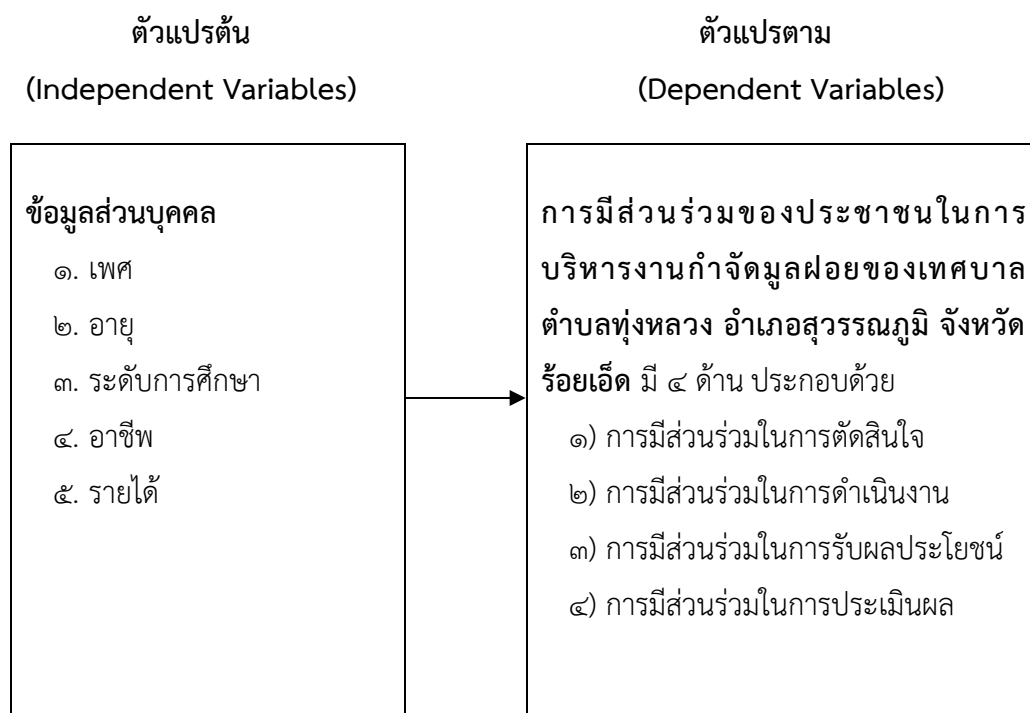 ตัวแปรต้น
(Independent Variables)
ข้อมูลส่วนบุคคล
๑. เพศ
๒. อายุ
๓. ระดับการศึกษา
๔. อาชีพ
๕. รายได้
ตัวแปรตาม
(Dependent Variables)
การมีส่วนร่วมของประชาชนในการ
บริหารงานกำจัดมูลฝอยของเทศบาล
ตำบลทุ่งหลวง อำเภอสุวรรณภูมิ จังหวัด
ร้อยเอ็ด มี ๔ ด้าน ประกอบด้วย
๑) การมีส่วนร่วมในการตัดสินใจ
๒) การมีส่วนร่วมในการดำเนินงาน
๓) การมีส่วนร่วมในการรับผลประโยชน์
๔) การมีส่วนร่วมในการประเมินผล